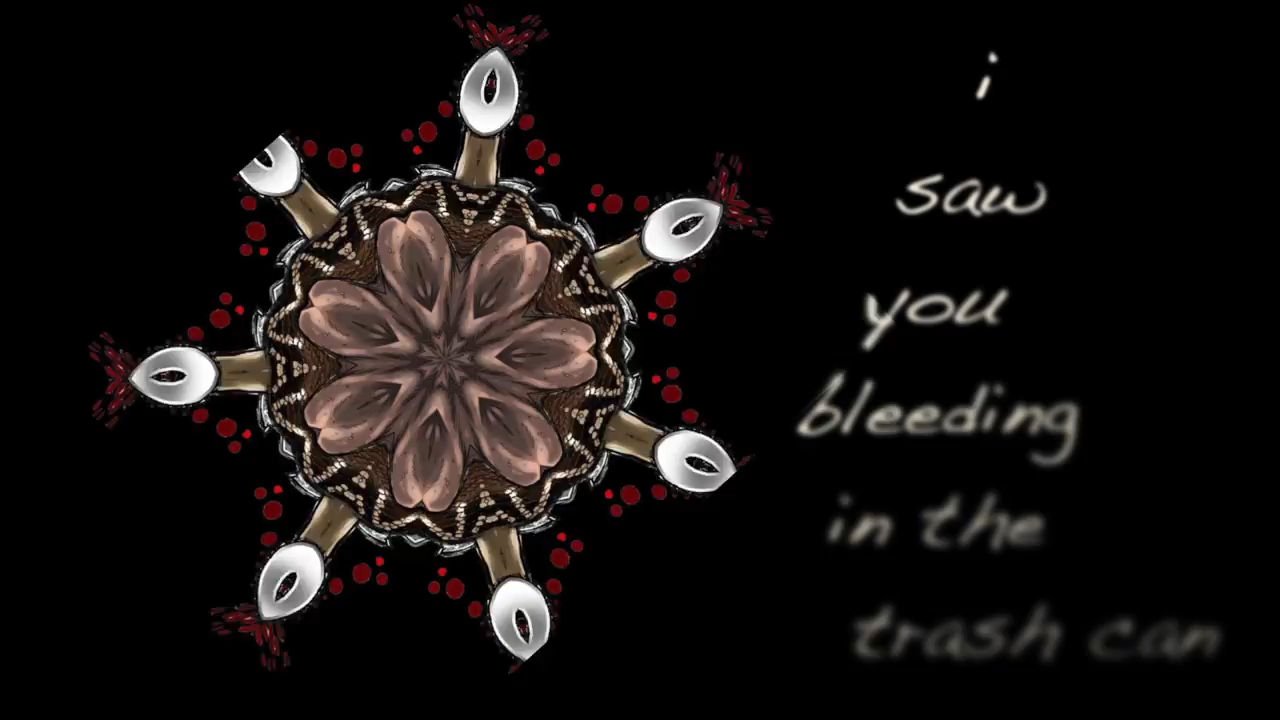 i
saw
you
bleeding
in the
trash can